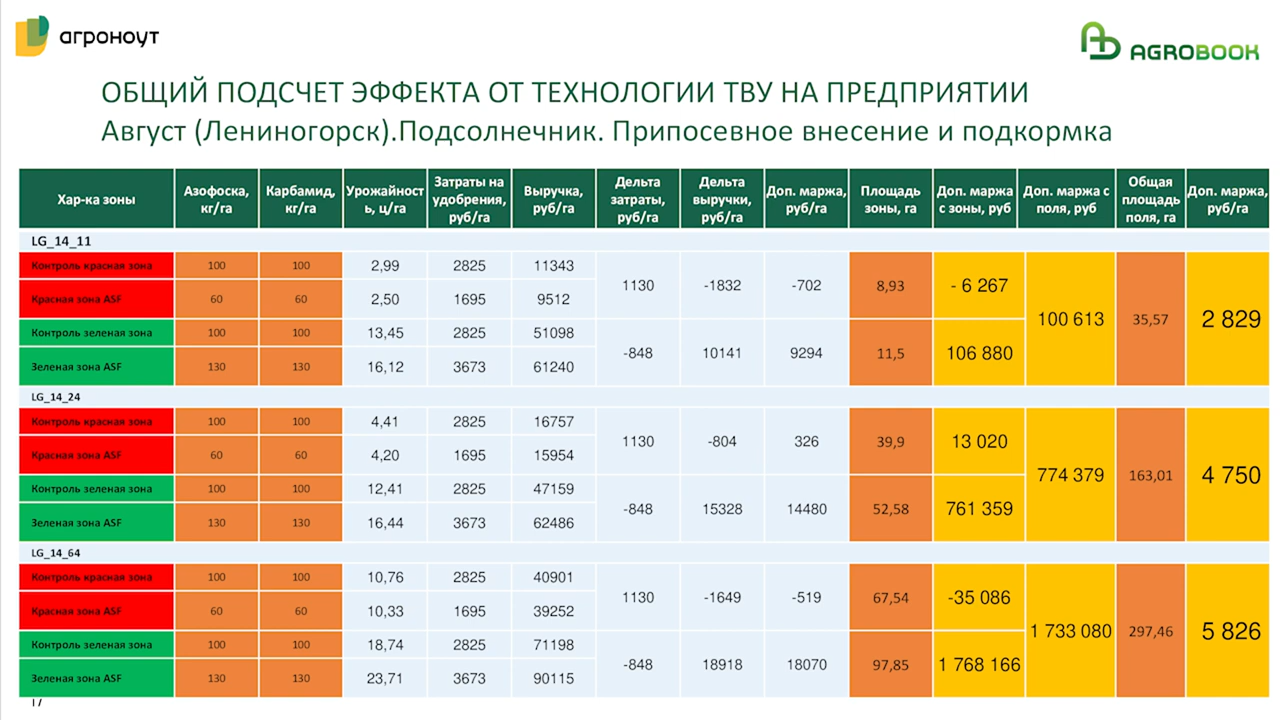 агроноут
AGROBOOK
ОБЩИЙ ПОДСЧЕТ ЭФФЕКТА ОТ ТЕХНОЛОГИИ ТВУ НА ПРЕДПРИЯТИИ
Август (Лениногорск).Подсолнечник. Припосевное внесение и подкормка
Хар-ка зоны Азофоска, кг/га Карбамид, кг/га Урожайность, ц/га Затраты на удобрения, руб/га Выручка, руб/га Дельта затраты, руб/га Дельта выручки, руб/га Доп. маржа, руб/га Площадь зоны, га Доп. маржа с зоны, руб Доп. маржа с поля, руб Общая площадь поля, га Доп. маржа, руб/га
LG_14_11
Контроль красная зона 100 100 2,99 2825 11343 1130 -1832 -702 8,93 - 6 267 100 613 35,57 2 829
Красная зона ASF 60 60 2,50 1695 9512
Контроль зеленая зона 100 100 13,45 2825 51098 -848 10141 9294 11,5 106 880
Зеленая зона ASF 130 130 16,12 3673 61240
LG_14_24
Контроль красная зона 100 100 4,41 2825 16757 1130 -804 326 39,9 13 020 774 379 163,01 4 750
Красная зона ASF 60 60 4,20 1695 15954
Контроль зеленая зона 100 100 12,41 2825 47159 -848 15328 14480 52,58 761 359
Зеленая зона ASF 130 130 16,44 3673 62486
LG_14_64
Контроль красная зона 100 100 10,76 2825 40901 1130 -1649 -519 67,54 -35 086 1 733 080 297,46 5 826
Красная зона ASF 60 60 10,33 1695 39252
Контроль зеленая зона 100 100 18,74 2825 71198 -848 18918 18070 97,85 1 768 166
Зеленая зона ASF 130 130 23,71 3673 90115
17